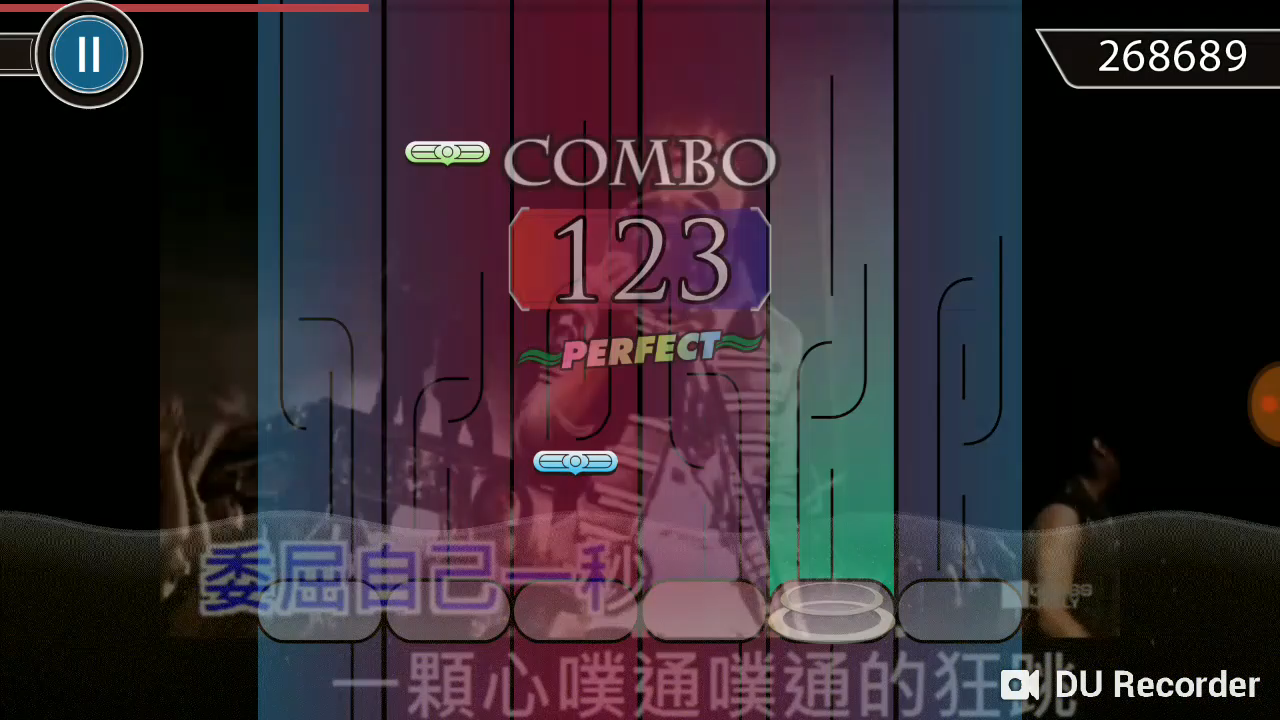 268689
COMBO
123
PERFECT
委屈自己一秒
一顆心噗通噗通的狂跳
DU Recorder